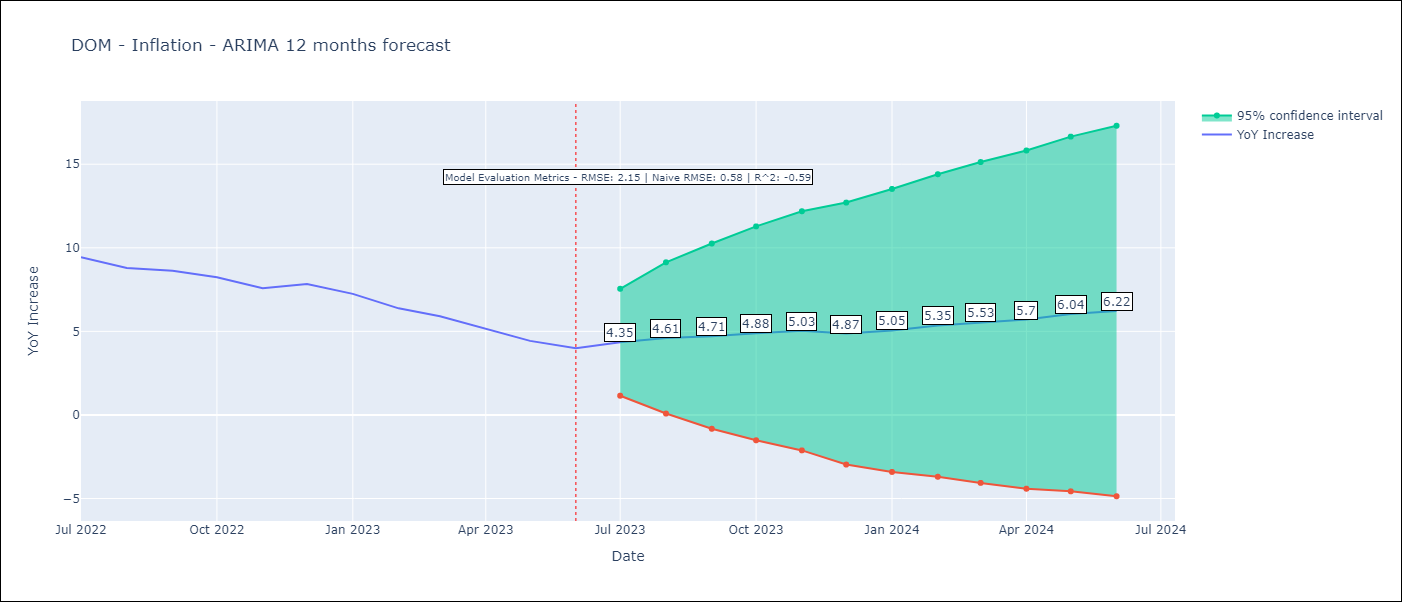 DOM - Inflation - ARIMA 12 months forecast
95% confidence interval
YoY Increase
Model Evaluation Metrics - RMSE: 2.15 | Naive RMSE: 0.58 | R^2: -0.59
15
10
5
0
−5
YoY Increase
4.35
4.61
4.71
4.88
5.03
4.87
5.05
5.35
5.53
5.7
6.04
6.22
Jul 2022
Oct 2022
Jan 2023
Apr 2023
Jul 2023
Oct 2023
Jan 2024
Apr 2024
Jul 2024
Date